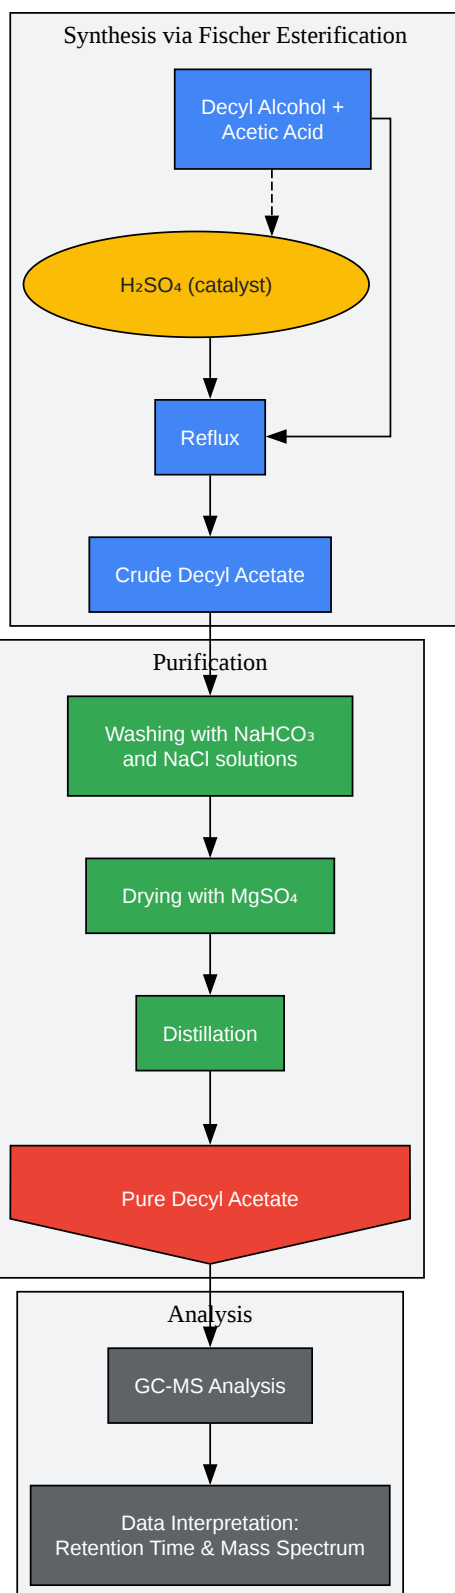 Synthesis via Fischer Esterification
Decyl Alcohol +
Acetic Acid
H₂SO₄ (catalyst)
Reflux
Crude Decyl Acetate
Purification
Washing with NaHCO₃
and NaCl solutions
Drying with MgSO₄
Distillation
Pure Decyl Acetate
Analysis
GC-MS Analysis
Data Interpretation:
Retention Time & Mass Spectrum